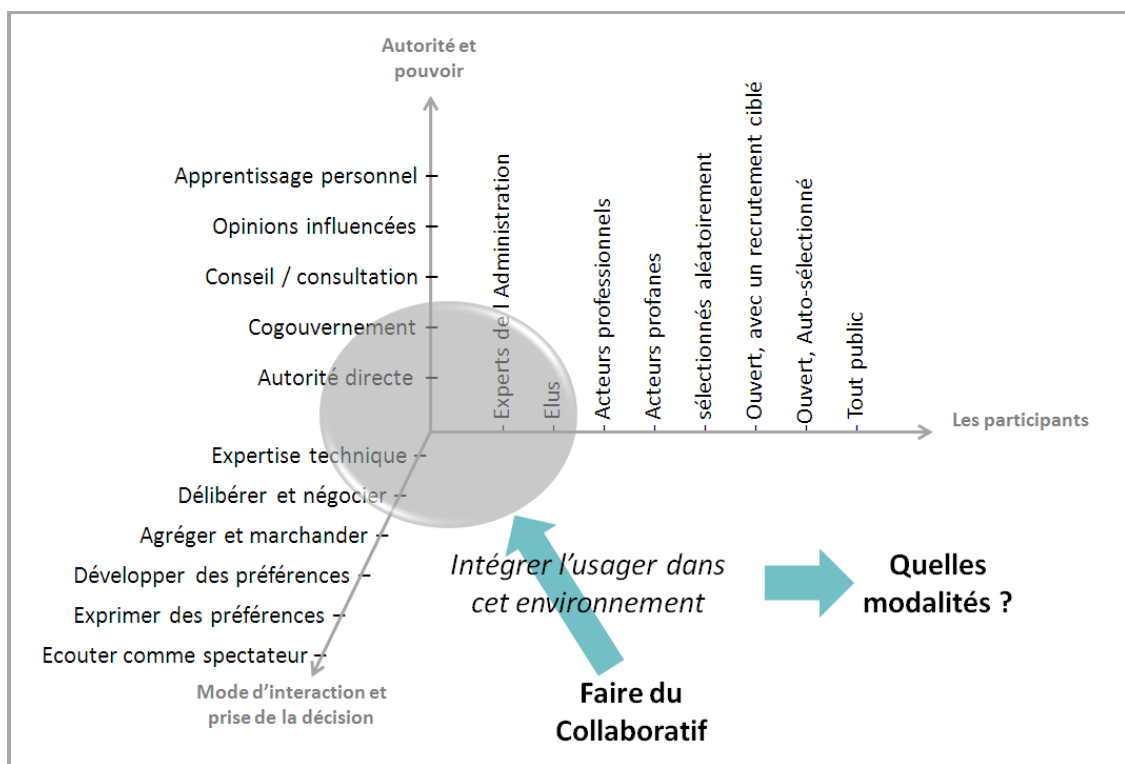 Autorité et
pouvoir
Apprentissage personnel
Opinions influencées
Conseil / consultation
Cogouvernement
Autorité directe
Experts de l Administration
Elus
Acteurs professionnels
Acteurs profanes
sélectionnés aléatoirement
Ouvert, avec un recrutement ciblé
Ouvert, Auto-sélectionné
Tout public
Les participants
Expertise technique
Délibérer et négocier
Agréger et marchander
Développer des préférences
Exprimer des préférences
Ecouter comme spectateur
Mode d'interaction et
prise de la décision
Intégrer l'usager dans
cet environnement
Quelles
modalités ?
Faire du
Collaboratif